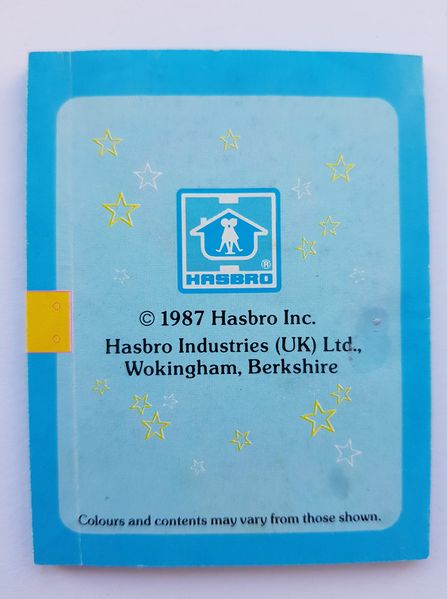 HASBRO
®
© 1987 Hasbro Inc.
Hasbro Industries (UK) Ltd.,
Wokingham, Berkshire
Colours and contents may vary from those shown.